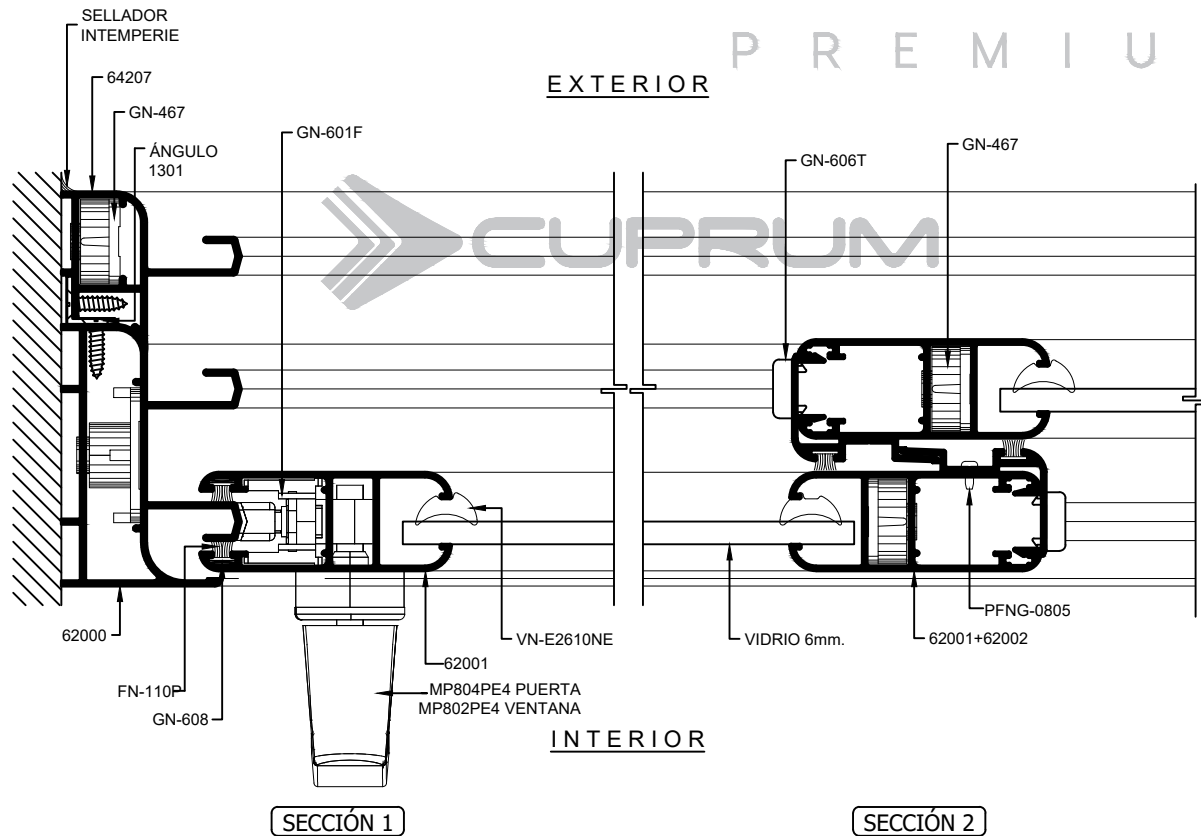 SELLADOR
INTEMPERIE
P R E M I U
64207
EXTERIOR
GN-467
GN-601F
ÁNGULO
1301
GN-606T
GN-467
CUPRUM
62000
VN-E2610NE
VIDRIO 6mm.
PFNG-0805
62001+62002
62001
FN-110P
MP804PE4 PUERTA
MP802PE4 VENTANA
GN-608
INTERIOR
SECCIÓN 1
SECCIÓN 2